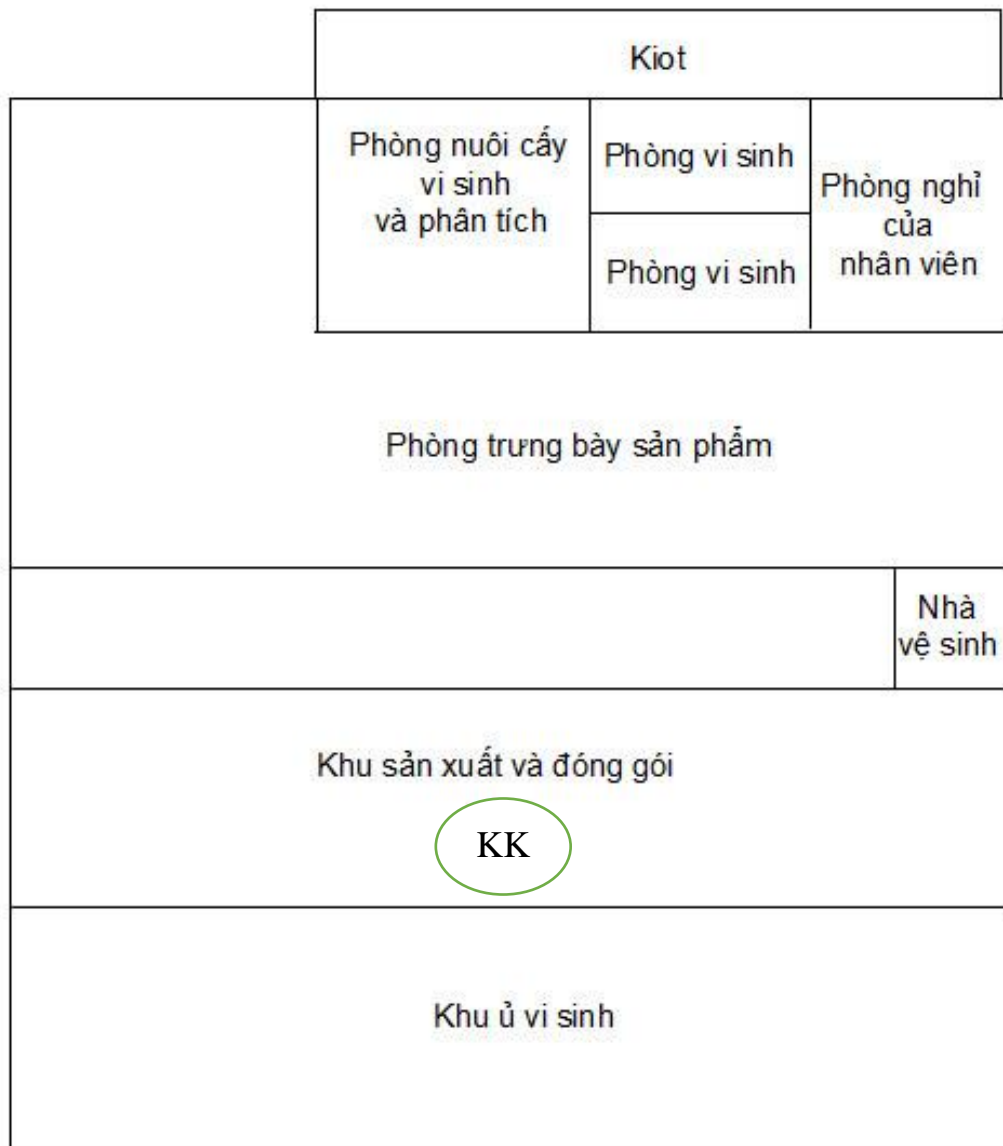 Kiot
Phòng nuôi cấy
vi sinh
và phân tích
Phòng vi sinh
Phòng vi sinh
Phòng nghỉ
của
nhân viên
Phòng trưng bày sản phẩm
Nhà
vệ sinh
Khu sản xuất và đóng gói
KK
Khu ủ vi sinh